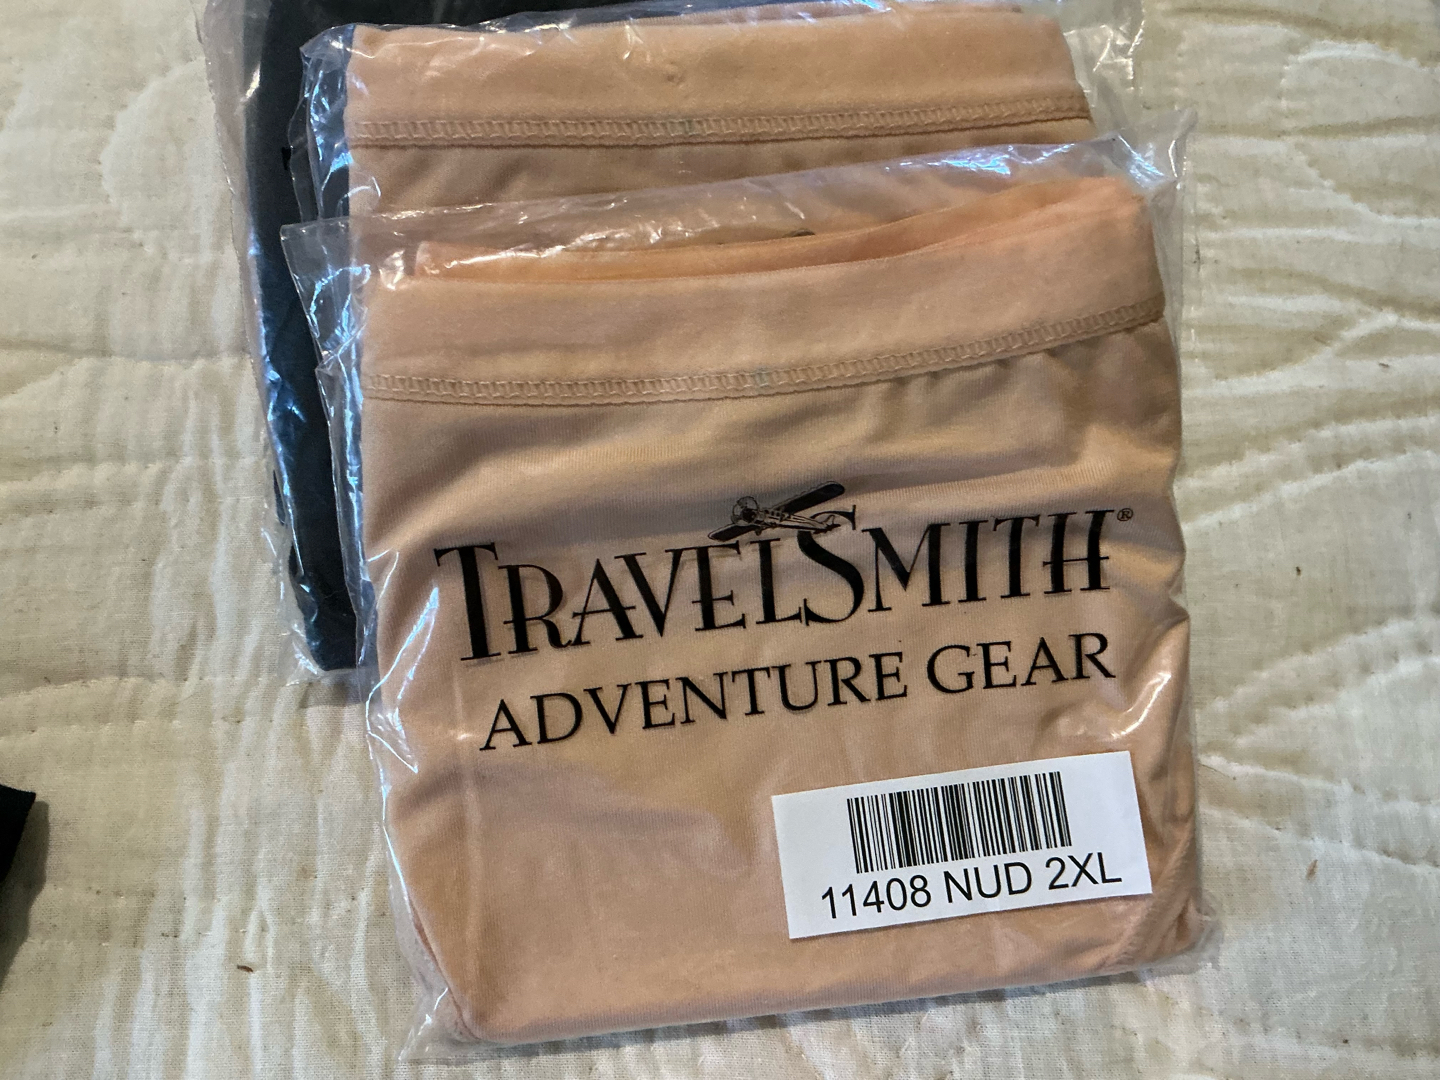 TRAVELSMITH®
ADVENTURE GEAR
11408 NUD 2XL